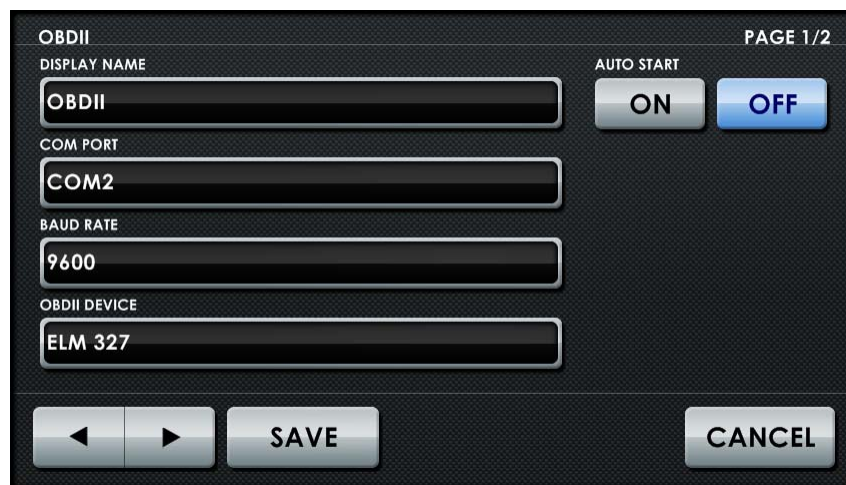 OBDII PAGE 1/2
DISPLAY NAME AUTO START
OBDII ON OFF
COM PORT
COM2
BAUD RATE
9600
OBDII DEVICE
ELM 327
SAVE CANCEL